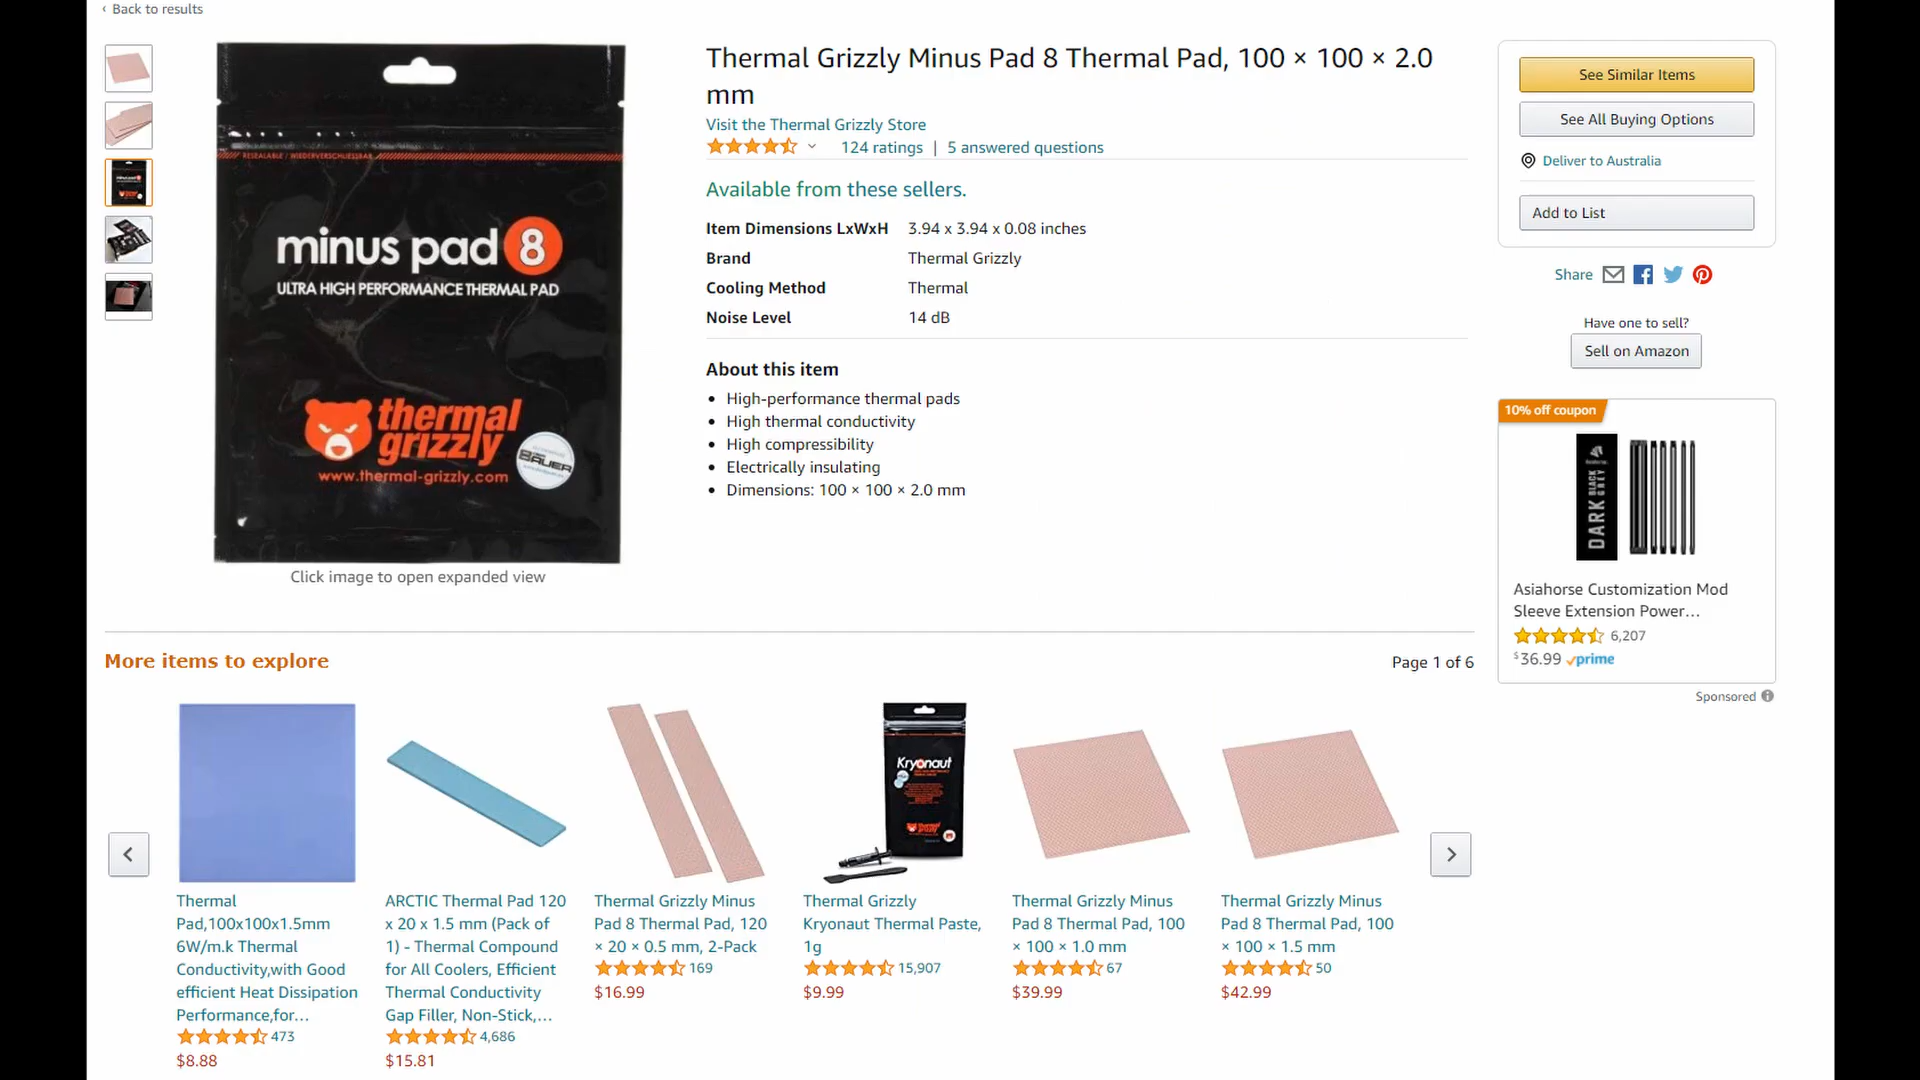 ‹ Back to results
RESEALABLE / WIEDERVERSCHLIESSBAR
minus pad 8
ULTRA HIGH PERFORMANCE THERMAL PAD
thermal
grizzly
BAUER
www.thermal-grizzly.com
Click image to open expanded view
Thermal Grizzly Minus Pad 8 Thermal Pad, 100 × 100 × 2.0
mm
Visit the Thermal Grizzly Store
124 ratings | 5 answered questions
Available from these sellers.
Item Dimensions LxWxH 3.94 x 3.94 x 0.08 inches
Brand Thermal Grizzly
Cooling Method Thermal
Noise Level 14 dB
About this item
• High-performance thermal pads
• High thermal conductivity
• High compressibility
• Electrically insulating
• Dimensions: 100 × 100 × 2.0 mm
See Similar Items
See All Buying Options
Deliver to Australia
Add to List
Share
Have one to sell?
Sell on Amazon
10% off coupon
DARK
BLACK
GREY
Asiahorse Customization Mod
Sleeve Extension Power...
6,207
$36.99 prime
Sponsored
More items to explore
Page 1 of 6
Thermal
Pad,100x100x1.5mm
6W/m.k Thermal
Conductivity,with Good
efficient Heat Dissipation
Performance,for...
473
$8.88
ARCTIC Thermal Pad 120
x 20 x 1.5 mm (Pack of
1) - Thermal Compound
for All Coolers, Efficient
Thermal Conductivity
Gap Filler, Non-Stick,...
4,686
$15.81
Thermal Grizzly Minus
Pad 8 Thermal Pad, 120
× 20 × 0.5 mm, 2-Pack
169
$16.99
Kryonaut
thermal
grizzly
Thermal Grizzly
Kryonaut Thermal Paste,
1g
15,907
$9.99
Thermal Grizzly Minus
Pad 8 Thermal Pad, 100
× 100 × 1.0 mm
67
$39.99
Thermal Grizzly Minus
Pad 8 Thermal Pad, 100
× 100 × 1.5 mm
50
$42.99